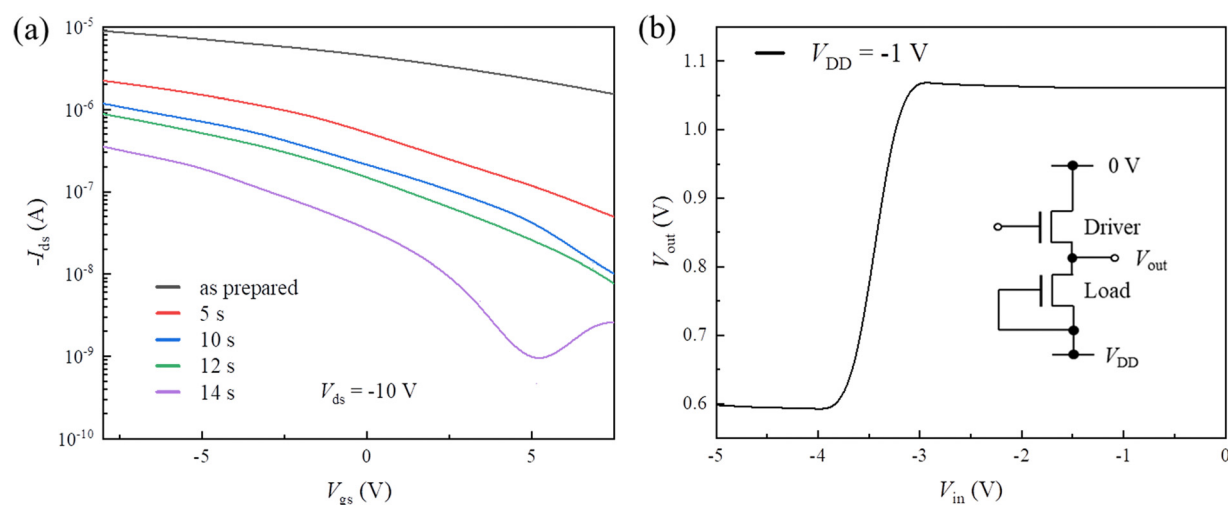 (a)
10^-5
10^-6
10^-7
10^-8
10^-9
10^-10
-I_ds (A)
as prepared
5 s
10 s
12 s
14 s
V_ds = -10 V
-5
0
5
V_gs (V)
(b)
V_DD = -1 V
1.1
1.0
0.9
0.8
0.7
0.6
V_out (V)
0 V
Driver
V_out
Load
V_DD
-5
-4
-3
-2
-1
0
V_in (V)